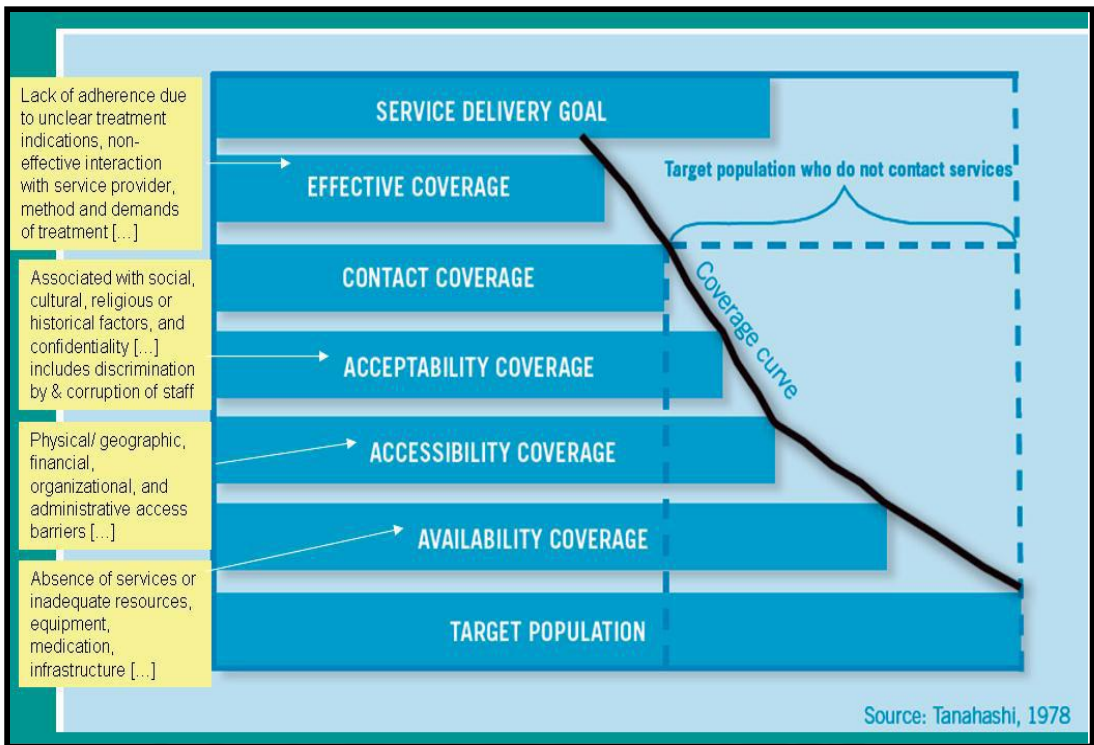 Lack of adherence due
to unclear treatment
indications, non-
effective interaction
with service provider,
method and demands
of treatment [...]
Associated with social,
cultural, religious or
historical factors, and
confidentiality [...]
includes discrimination
by & corruption of staff
Physical/ geographic,
financial,
organizational, and
administrative access
barriers [...]
Absence of services or
inadequate resources,
equipment,
medication,
infrastructure [...]
SERVICE DELIVERY GOAL
EFFECTIVE COVERAGE
CONTACT COVERAGE
ACCEPTABILITY COVERAGE
ACCESSIBILITY COVERAGE
AVAILABILITY COVERAGE
TARGET POPULATION
Target population who do not contact services
Coverage curve
Source: Tanahashi, 1978